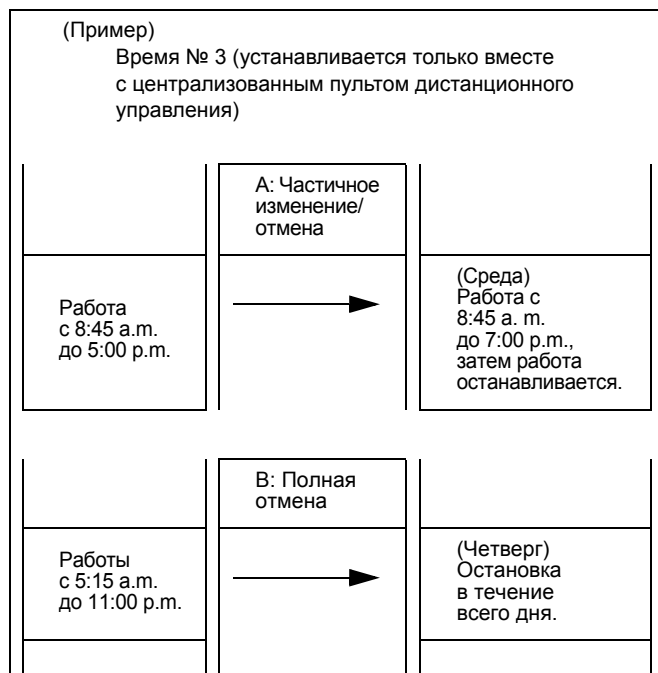 (Пример)
Время № 3 (устанавливается только вместе
с централизованным пультом дистанционного
управления)
A: Частичное
изменение/
отмена
Работа
с 8:45 a.m.
до 5:00 p.m.
(Среда)
Работа с
8:45 a. m.
до 7:00 p.m.,
затем работа
останавливается.
B: Полная
отмена
Работы
с 5:15 a.m.
до 11:00 p.m.
(Четверг)
Остановка
в течение
всего дня.